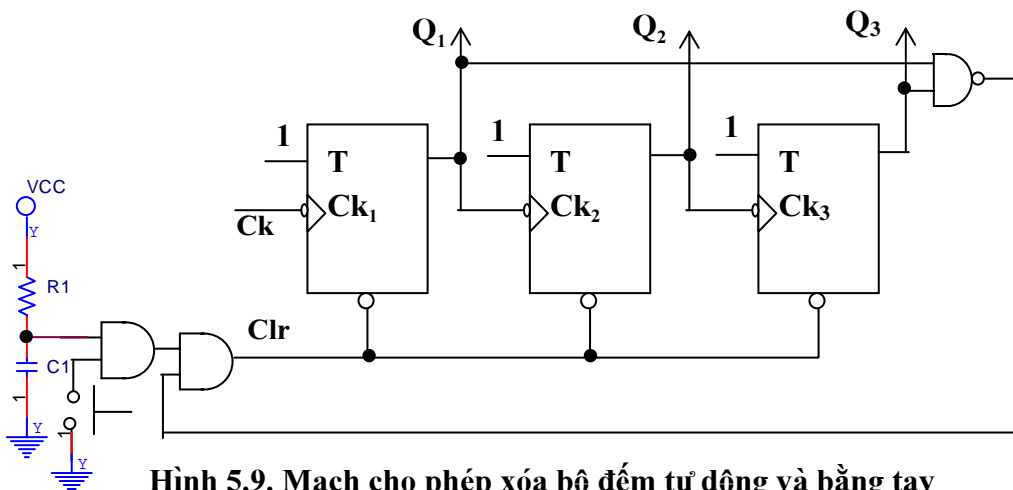 Q1 Q2 Q3
1 1 1
T T T
VCC
Y
Ck Ck1 Ck2 Ck3
1
R1
Clr
C1
1
Y
1
Y
Hình 5.9. Mạch cho phép xóa bộ đếm tự động và bằng tay